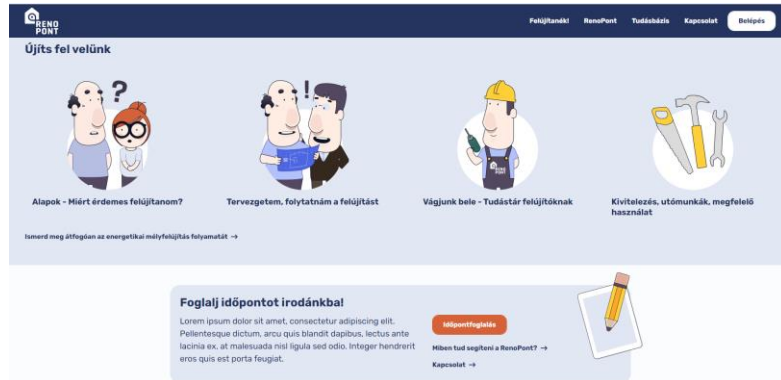 RENO
PONT
Felújítanék! RenoPont Tudásbázis Kapcsolat Belépés
Újíts fel velünk
?
!
RENO
PONT
Alapok - Miért érdemes felújítanom?
Tervezgetem, folytatnám a felújítást
Vágjunk bele - Tudástár felújítóknak
Kivitelezés, utómunkák, megfelelő
használat
Ismerd meg átfogóan az energetikai mélyfelújítás folyamatát →
Foglalj időpontot irodánkba!
Lorem ipsum dolor sit amet, consectetur adipiscing elit.
Pellentesque dictum, arcu quis blandit dapibus, lectus ante
lacinia ex, at malesuada nisl ligula sed odio. Integer hendrerit
eros quis est porta feugiat.
Időpontfoglalás
Miben tud segíteni a RenoPont? →
Kapcsolat →